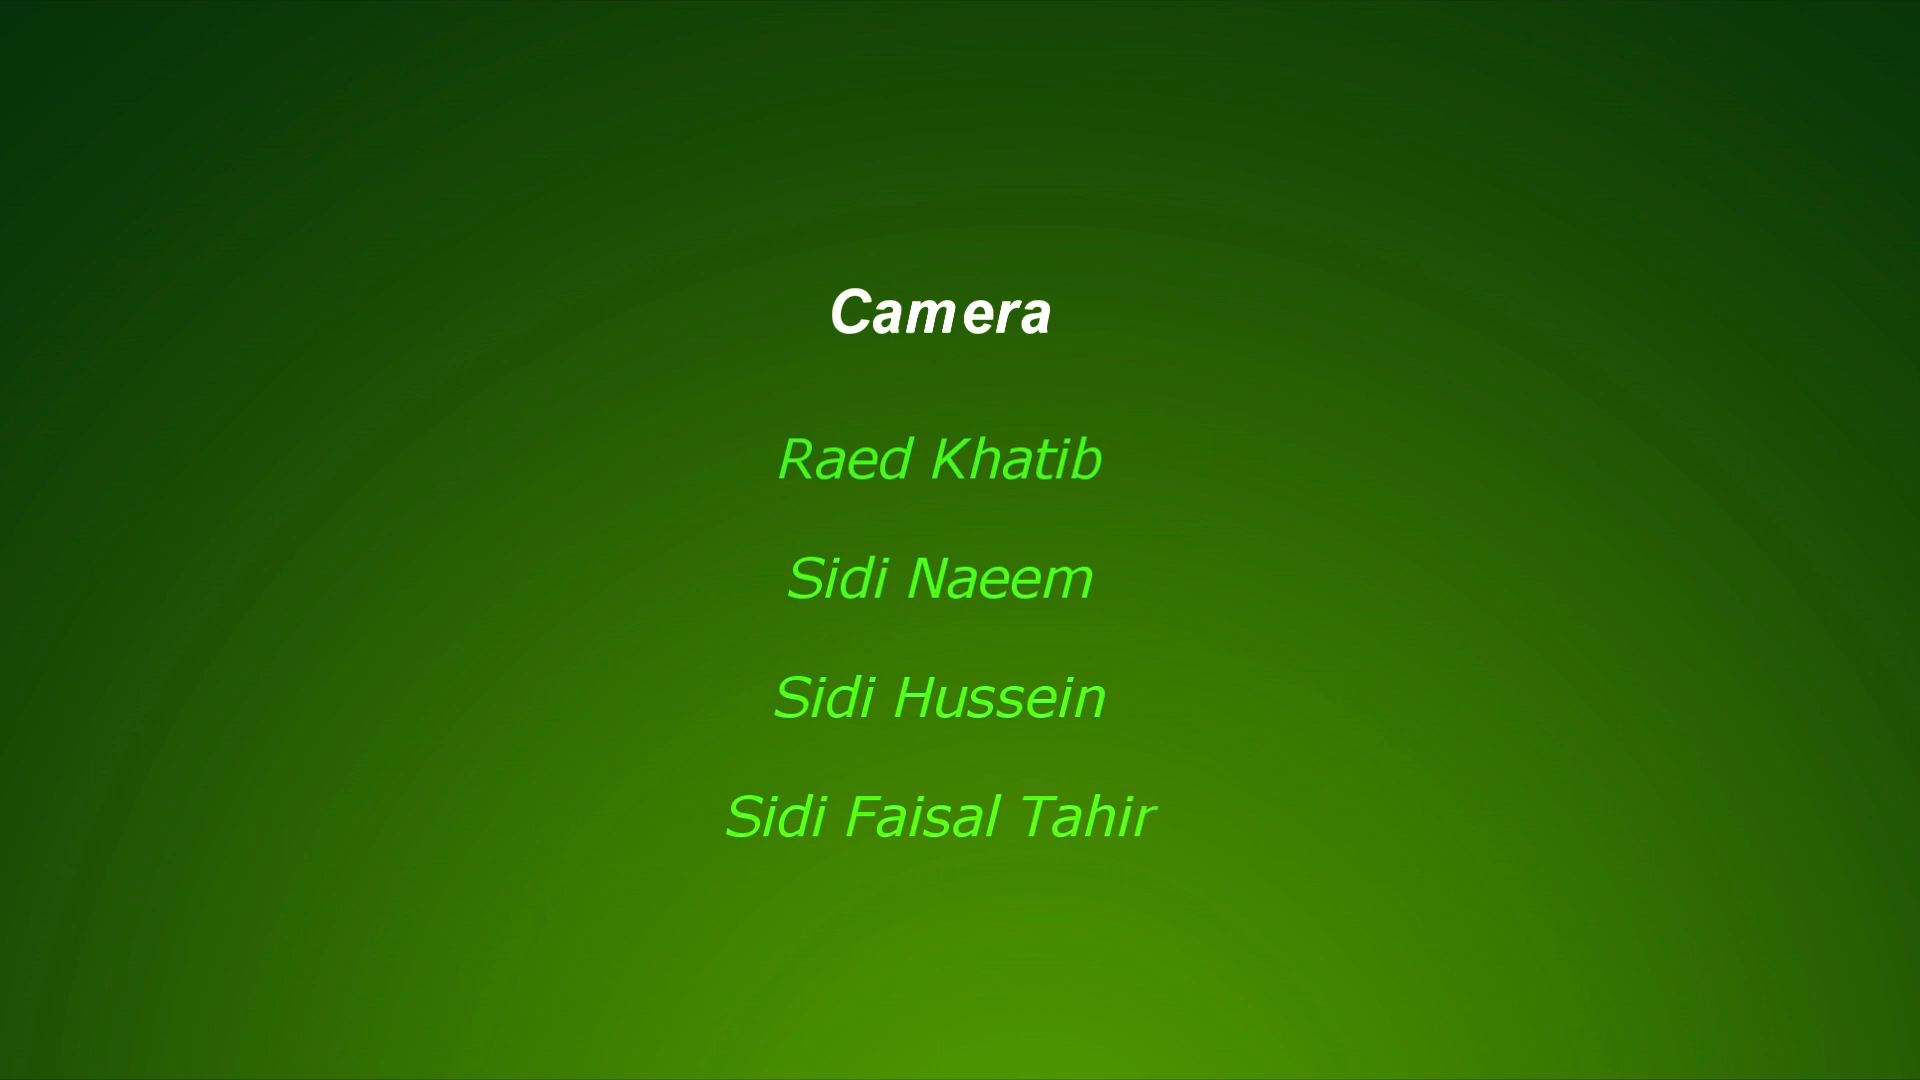 Camera
Raed Khatib
Sidi Naeem
Sidi Hussein
Sidi Faisal Tahir